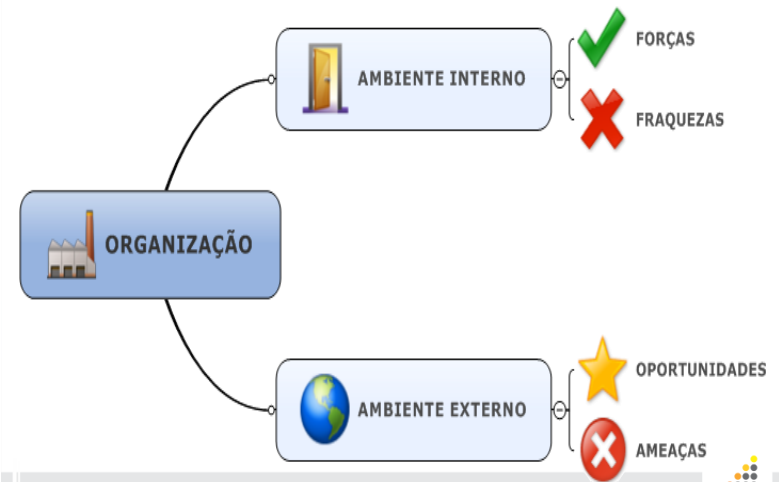 FORÇAS
AMBIENTE INTERNO
FRAQUEZAS
ORGANIZAÇÃO
OPORTUNIDADES
AMBIENTE EXTERNO
AMEAÇAS